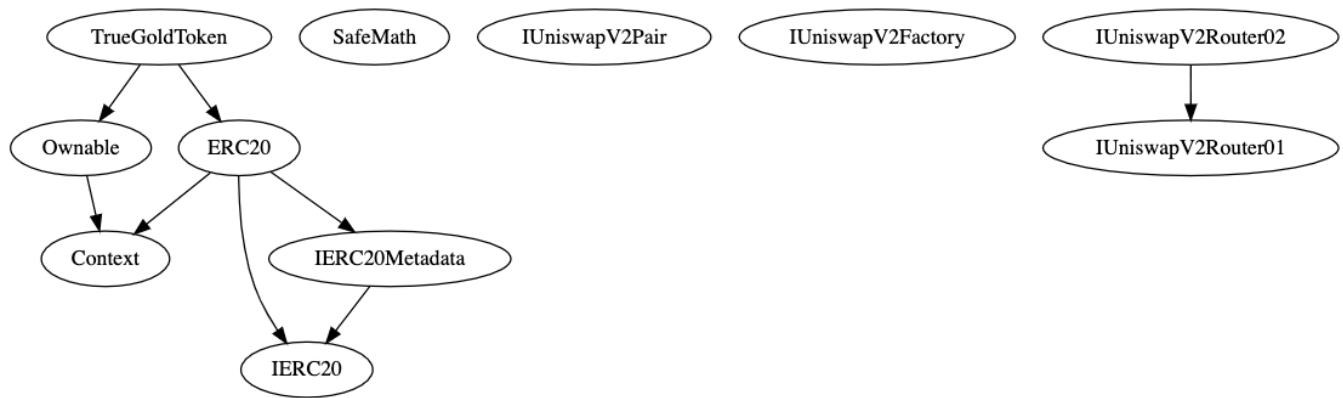 TrueGoldToken
SafeMath
IUniswapV2Pair
IUniswapV2Factory
IUniswapV2Router02
Ownable
ERC20
IUniswapV2Router01
Context
IERC20Metadata
IERC20